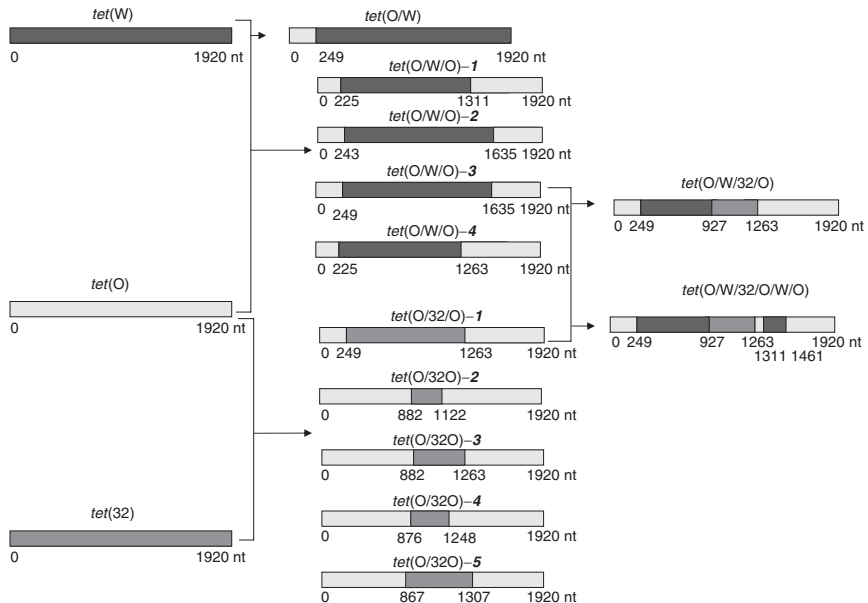 tet(W)
0 1920 nt
tet(O/W)
0 249 1920 nt
tet(O/W/O)–1
0 225 1311 1920 nt
tet(O/W/O)–2
0 243 1635 1920 nt
tet(O/W/O)–3
0 249 1635 1920 nt
tet(O/W/32/O)
0 249 927 1263 1920 nt
tet(O/W/O)–4
0 225 1263 1920 nt
tet(O)
0 1920 nt
tet(O/32/O)–1
0 249 1263 1920 nt
tet(O/W/32/O/W/O)
0 249 927 1263 1920 nt
1311 1461
tet(O/32O)–2
0 882 1122 1920 nt
tet(O/32O)–3
0 882 1263 1920 nt
tet(32)
0 1920 nt
tet(O/32O)–4
0 876 1248 1920 nt
tet(O/32O)–5
0 867 1307 1920 nt